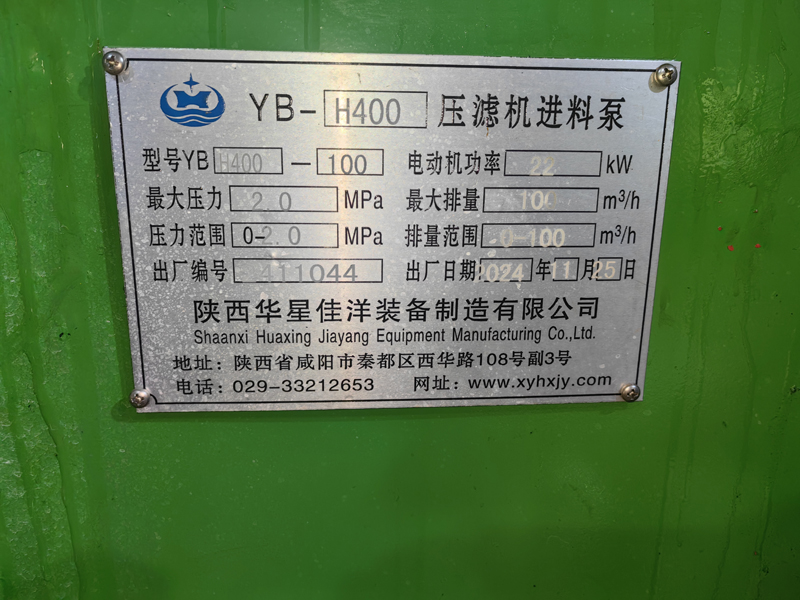 YB-H400压滤机进料泵
型号YB H400 — 100 电动机功率 22 kW
最大压力 2.0 MPa 最大排量 m³/h
压力范围 0-2.0 MPa 排量范围 0-100 m³/h
出厂编号 411044 出厂日期 2024 年 11 月 25 日
陕西华星佳洋装备制造有限公司
Shaanxi Huaxing Jiayang Equipment Manufacturing Co.,Ltd.
地址：陕西省咸阳市秦都区西华路108号副3号
电话：029-33212653 网址：www.xyhxjy.com